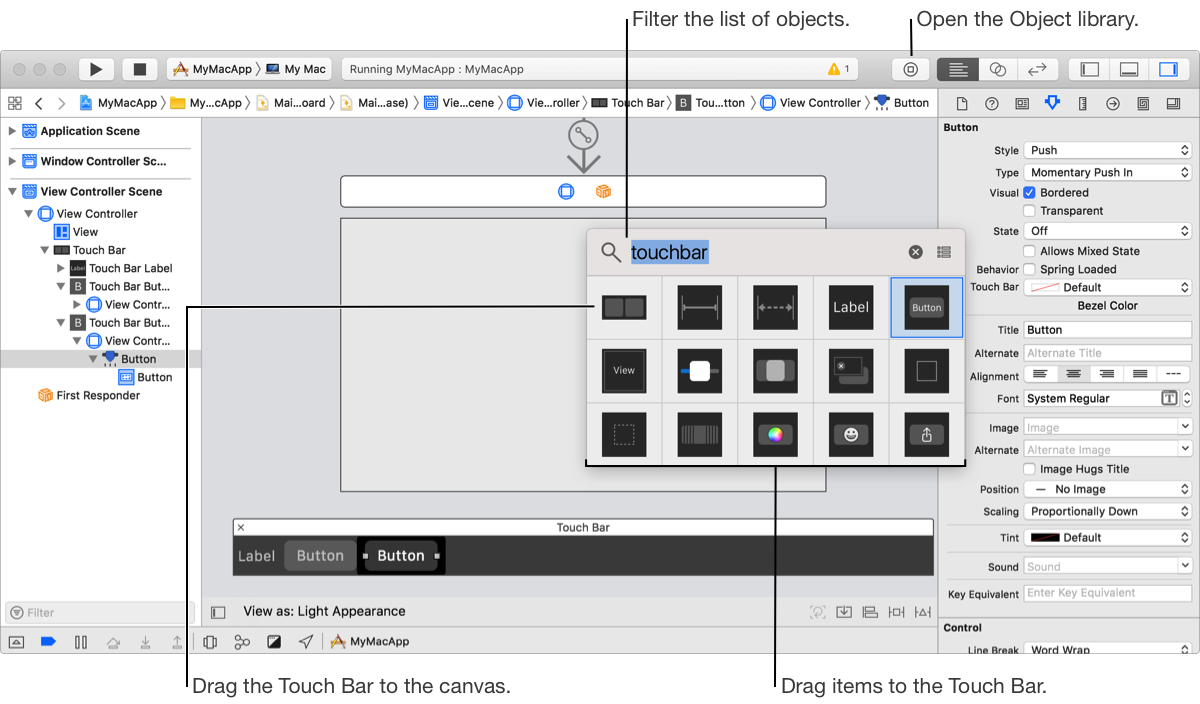 Filter the list of objects.
Open the Object library.
MyMacApp
My Mac
Running MyMacApp : MyMacApp
1
MyMacApp
My...cApp
Mai...oard
Mai...ase)
Vie...cene
Vie...roller
Touch Bar
B
Tou...tton
View Controller
Button
Application Scene
Window Controller Sc...
View Controller Scene
View Controller
View
Touch Bar
Label
Touch Bar Label
B
Touch Bar But...
View Contr...
B
Touch Bar But...
View Contr...
Button
Button
First Responder
Filter
touchbar
Label
Button
View
Touch Bar
Label
Button
Button
View as: Light Appearance
MyMacApp
Button
Style
Push
Type
Momentary Push In
Visual
Bordered
Transparent
State
Off
Allows Mixed State
Behavior
Spring Loaded
Touch Bar
Default
Bezel Color
Title
Button
Alternate
Alternate Title
Alignment
Font
System Regular
T
Image
Image
Alternate
Alternate Image
Image Hugs Title
Position
No Image
Scaling
Proportionally Down
Tint
Default
Sound
Sound
Key Equivalent
Enter Key Equivalent
Control
Line Break
Word Wrap
Drag the Touch Bar to the canvas.
Drag items to the Touch Bar.